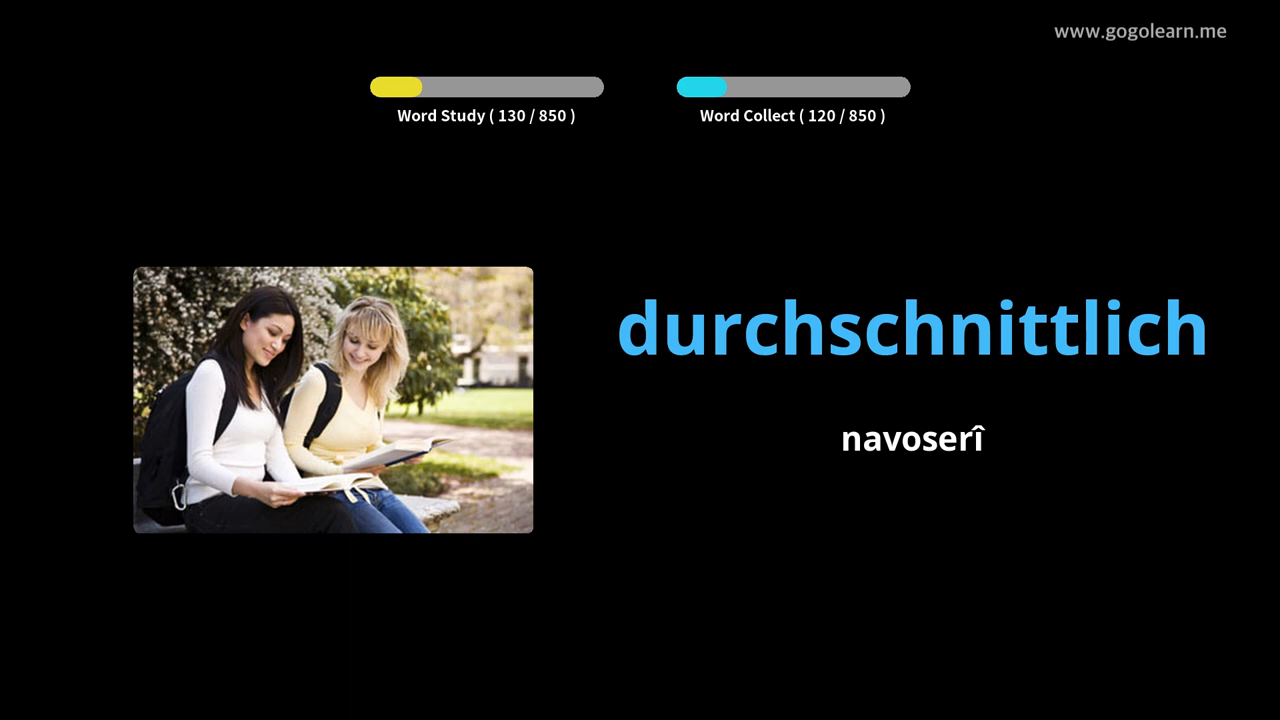 www.gogolearn.me
Word Study ( 130 / 850 )
Word Collect ( 120 / 850 )
durchschnittlich
navoserî